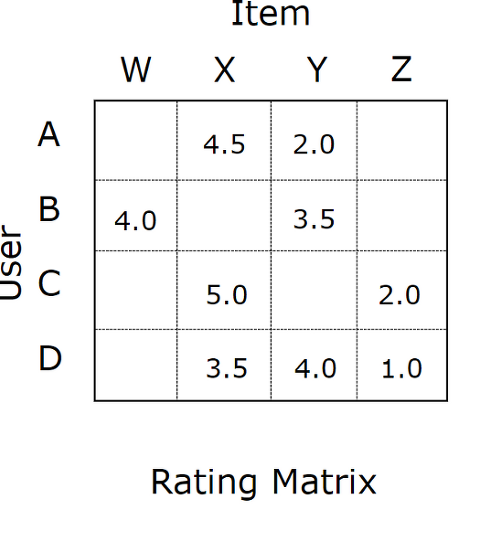 Item
W X Y Z
A 4.5 2.0
B 4.0 3.5
User
C 5.0 2.0
D 3.5 4.0 1.0
Rating Matrix